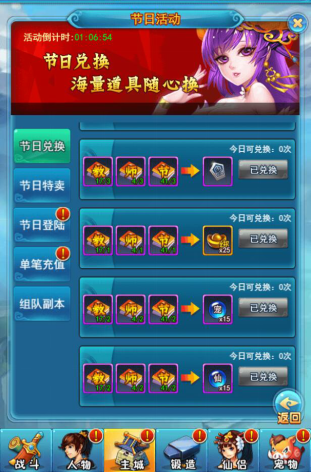 节日活动
活动倒计时:01:06:54
节日兑换
海量道具随心换
节日兑换
节日特卖
节日登陆
单笔充值
组队副本
今日可兑换：0次
教 师 节
已兑换
今日可兑换：0次
教 师 节
x25
已兑换
今日可兑换：0次
教 师 节
宠
x15
已兑换
今日可兑换：0次
教 师 节
仙
x15
已兑换
返回
战斗
人物
主城
锻造
仙侣
宠物